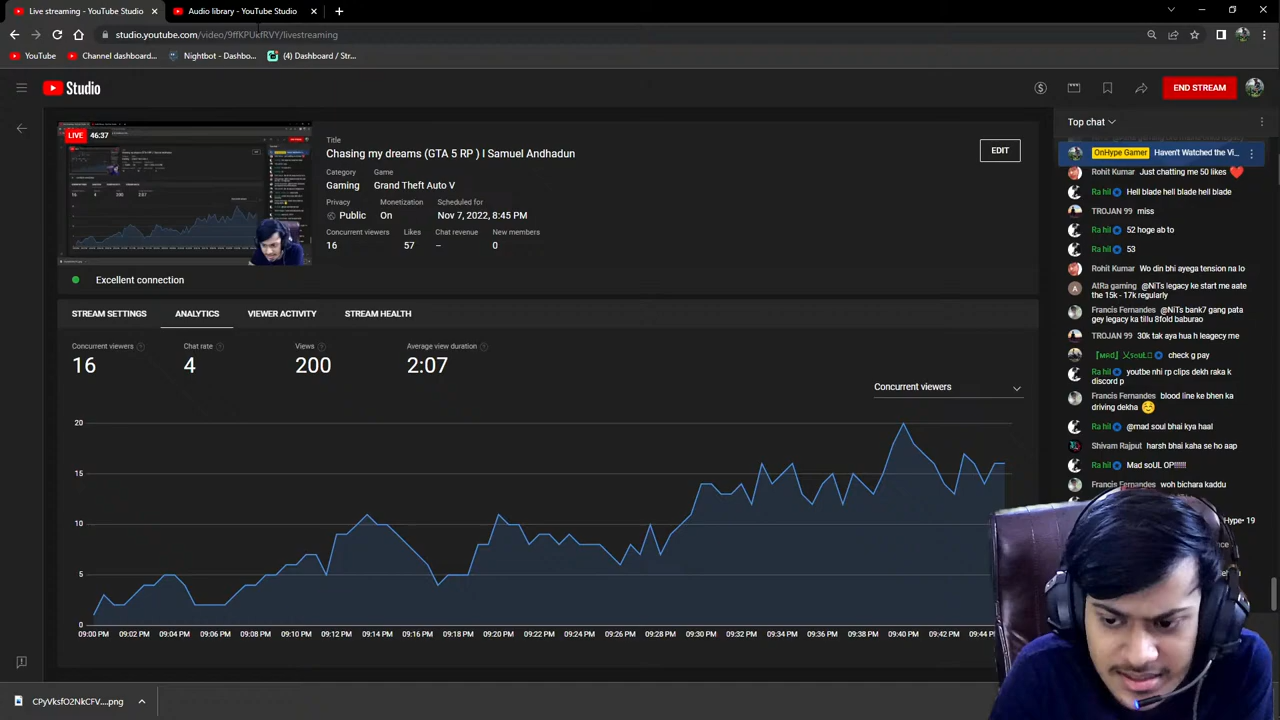 Live streaming - YouTube Studio
Audio library - YouTube Studio
studio.youtube.com/video/9ffKPUkfRVY/livestreaming
YouTube
Channel dashboard...
Nightbot - Dashbo...
(4) Dashboard / Str...
Studio
END STREAM
LIVE 46:37
Title
Chasing my dreams (GTA 5 RP ) I Samuel Andhadun
EDIT
Category Game
Gaming Grand Theft Auto V
Privacy Monetization Scheduled for
Public On Nov 7, 2022, 8:45 PM
Concurrent viewers Likes Chat revenue New members
16 57 – 0
Excellent connection
STREAM SETTINGS ANALYTICS VIEWER ACTIVITY STREAM HEALTH
Concurrent viewers Chat rate Views Average view duration
16 4 200 2:07
Concurrent viewers
20
15
10
5
0
09:00 PM 09:02 PM 09:04 PM 09:06 PM 09:08 PM 09:10 PM 09:12 PM 09:14 PM 09:16 PM 09:18 PM 09:20 PM 09:22 PM 09:24 PM 09:26 PM 09:28 PM 09:30 PM 09:32 PM 09:34 PM 09:36 PM 09:38 PM 09:40 PM 09:42 PM 09:44 PM
Top chat
OnHype Gamer Haven't Watched the Vi...
Rohit Kumar Just chatting me 50 likes ❤️
Ra hil Hell blade hell blade hell blade
TROJAN 99 miss
Ra hil 52 hoge ab to
Ra hil 53
Rohit Kumar Wo din bhi ayega tension na lo
AtRa gaming @NiTs legacy ke start me aate
the 15k - 17k regularly
Francis Fernandes @NiTs bank7 gang pata
gey legacy ka tillu 8fold baburao
TROJAN 99 30k tak aya hua h leagecy me
check g pay
Ra hil youtbe nhi rp clips dekh raka k
discord p
Francis Fernandes blood line ke bhen ka
driving dekha ☺️
Ra hil @mad soul bhai kya haal
Shivam Rajput harsh bhai kaha se ho aap
Ra hil Mad soUL OP!!!!!!
Francis Fernandes woh bichara kaddu
CPyVksfO2NkCFV....png